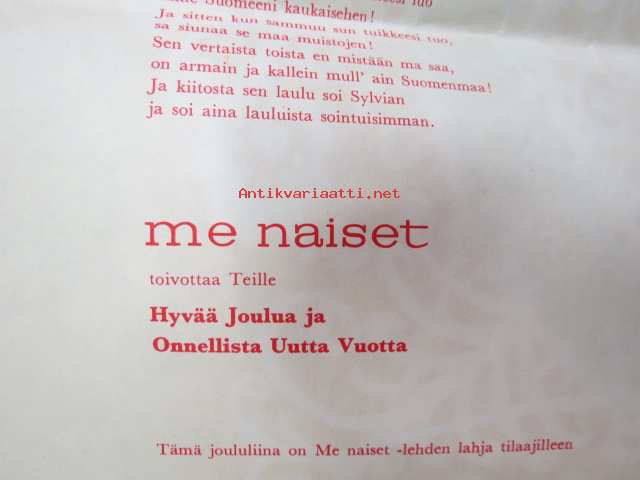 Suomeeni kaukaisehen!
Ja sitten kun sammuu sun tuikkeesi tuo,
sa siunaa se maa muistojen!
Sen vertaista toista en mistään ma saa,
on armain ja kallein mull' ain Suomenmaa!
Ja kiitosta sen laulu soi Sylvian
ja soi aina lauluista sointuisimman.
Antikvariaatti.net
me naiset
toivottaa Teille
Hyvää Joulua ja
Onnellista Uutta Vuotta
Tämä joululiina on Me naiset -lehden lahja tilaajilleen